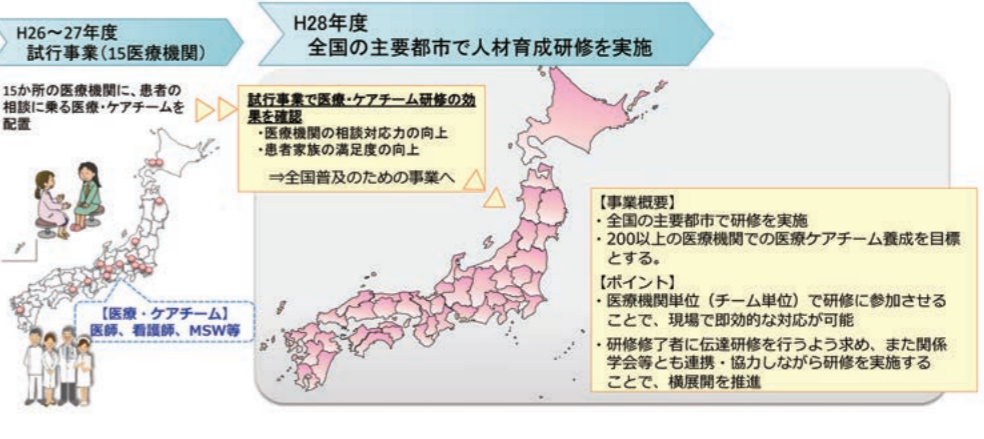 H26～27年度
試行事業(15医療機関)
H28年度
全国の主要都市で人材育成研修を実施
15か所の医療機関に、患者の
相談に乗る医療・ケアチームを
配置
試行事業で医療・ケアチーム研修の効
果を確認
・医療機関の相談対応力の向上
・患者家族の満足度の向上
⇒全国普及のための事業へ
【医療・ケアチーム】
医師、看護師、MSW等
【事業概要】
・全国の主要都市で研修を実施
・200以上の医療機関での医療ケアチーム養成を目標
とする。
【ポイント】
・医療機関単位（チーム単位）で研修に参加させる
ことで、現場で即効的な対応が可能
・研修修了者に伝達研修を行うよう求め、また関係
学会等とも連携・協力しながら研修を実施する
ことで、横展開を推進